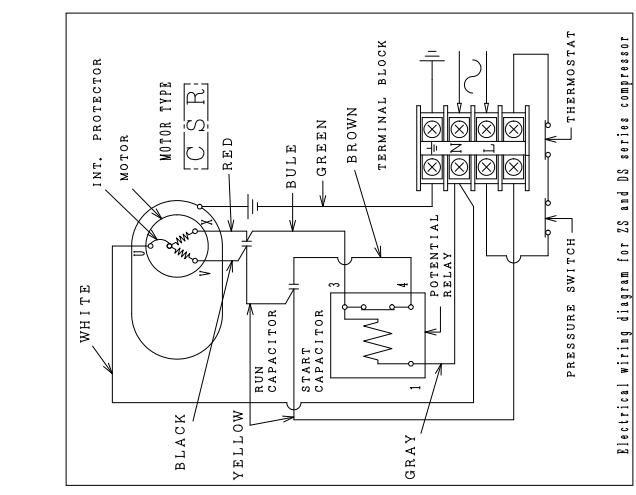 INT. PROTECTOR
MOTOR
MOTOR TYPE
CSR
RED
BULE
GREEN
BROWN
TERMINAL BLOCK
THERMOSTAT
U
X
V
N
L
WHITE
3
4
POTENTIAL
RELAY
PRESSURE SWITCH
RUN
CAPACITOR
START
CAPACITOR
1
BLACK
YELLOW
GRAY
Electrical wiring diagram for ZS and DS series compressor